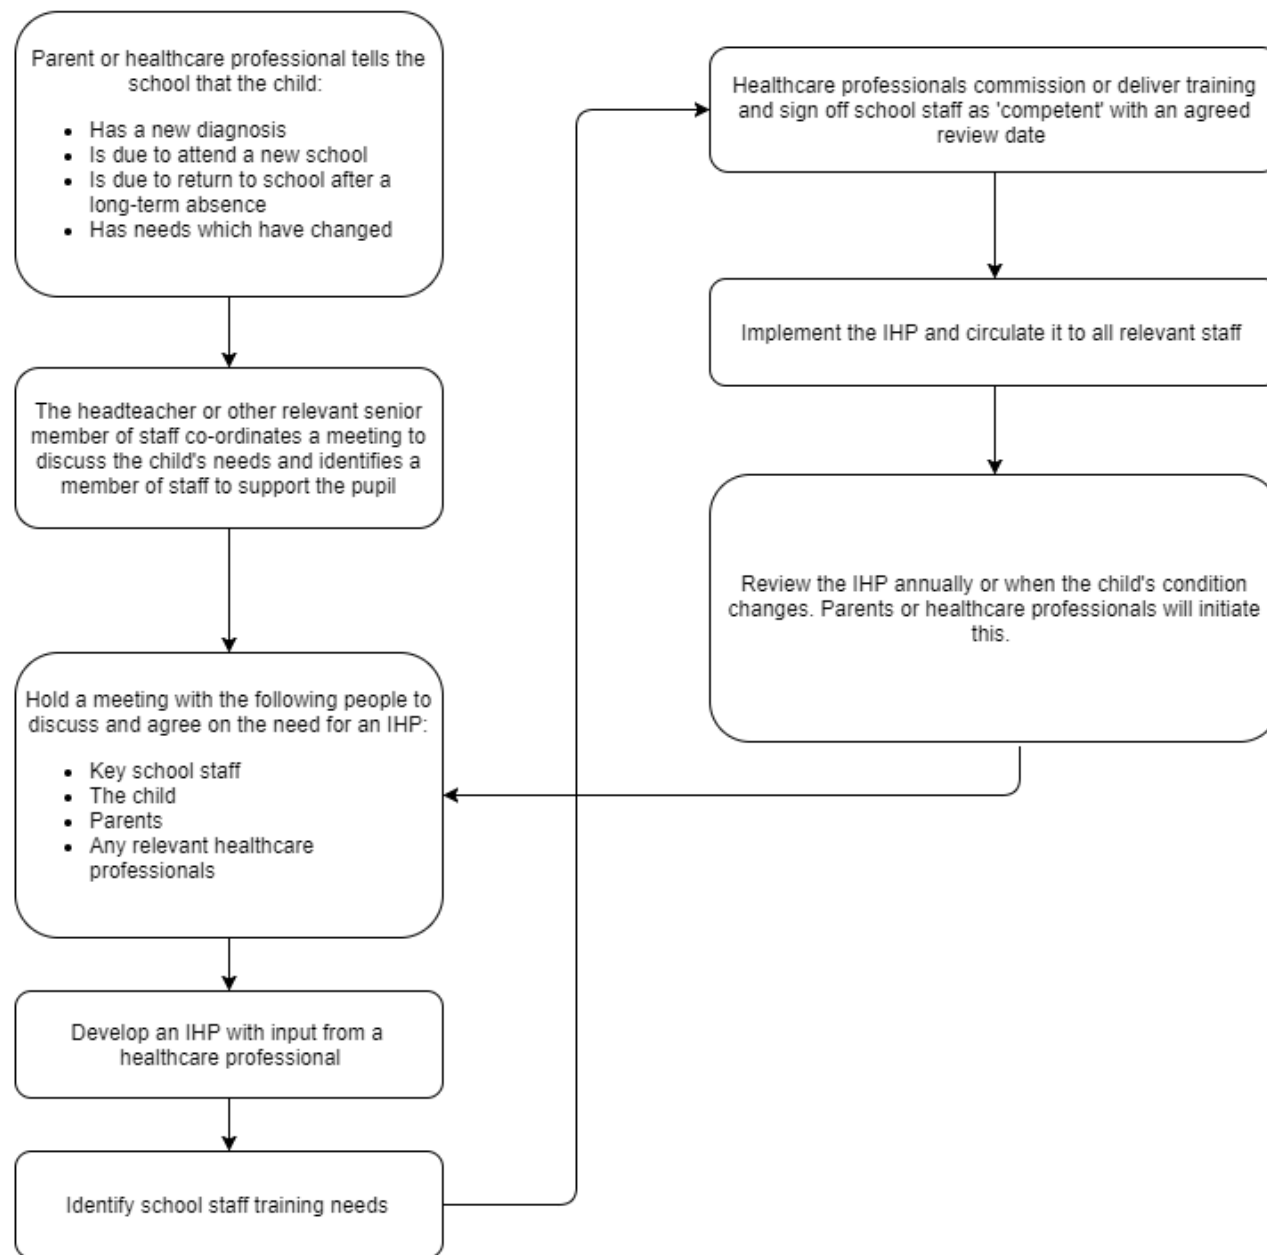 Parent or healthcare professional tells the
school that the child:
• Has a new diagnosis
• Is due to attend a new school
• Is due to return to school after a
long-term absence
• Has needs which have changed
The headteacher or other relevant senior
member of staff co-ordinates a meeting to
discuss the child's needs and identifies a
member of staff to support the pupil
Hold a meeting with the following people to
discuss and agree on the need for an IHP:
• Key school staff
• The child
• Parents
• Any relevant healthcare
professionals
Develop an IHP with input from a
healthcare professional
Identify school staff training needs
Healthcare professionals commission or deliver training
and sign off school staff as 'competent' with an agreed
review date
Implement the IHP and circulate it to all relevant staff
Review the IHP annually or when the child's condition
changes. Parents or healthcare professionals will initiate
this.